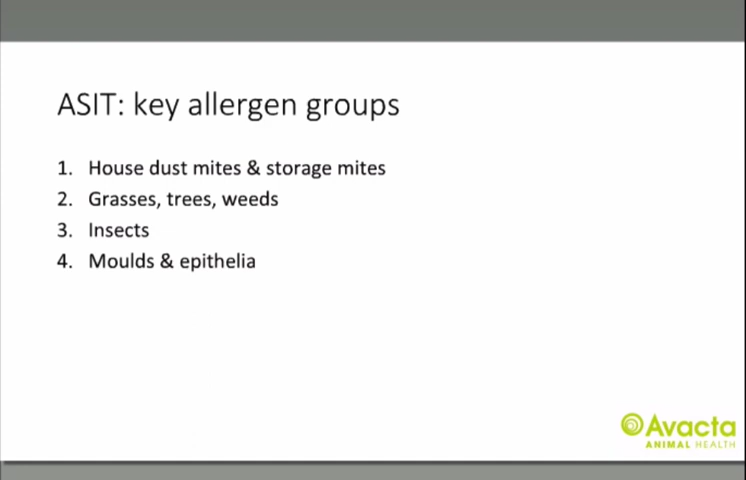 ASIT: key allergen groups
1. House dust mites & storage mites
2. Grasses, trees, weeds
3. Insects
4. Moulds & epithelia
Avacta
ANIMAL HEALTH